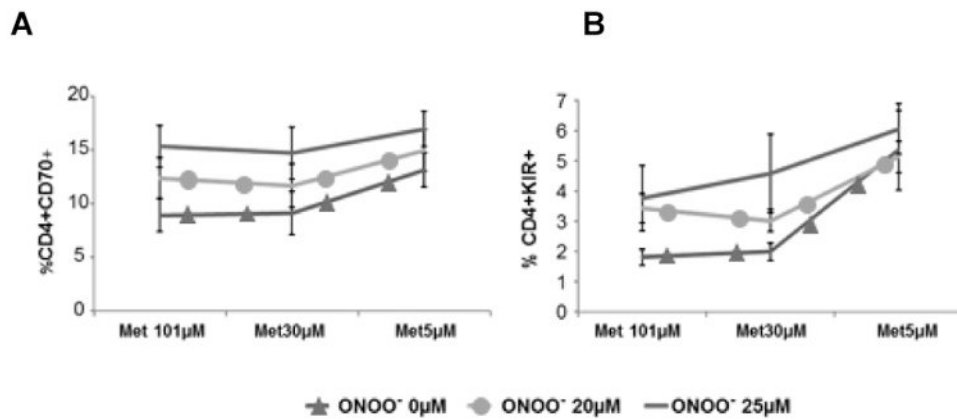 A
B
%CD4+CD70+
20
15
10
5
0
Met 101µM Met30µM Met5µM
% CD4+KIR+
7
6
5
4
3
2
1
0
Met 101µM Met30µM Met5µM
ONOO⁻ 0µM ONOO⁻ 20µM ONOO⁻ 25µM